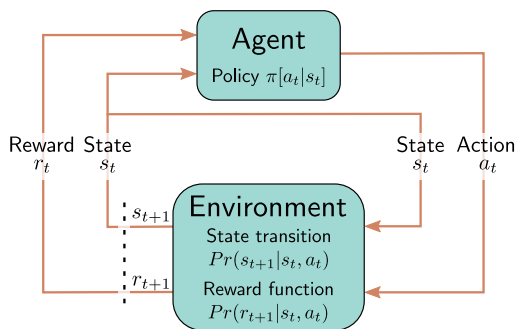 Agent
Policy π[a_t|s_t]
Reward
r_t
State
s_t
State
s_t
Action
a_t
s_{t+1}
r_{t+1}
Environment
State transition
Pr(s_{t+1}|s_t, a_t)
Reward function
Pr(r_{t+1}|s_t, a_t)